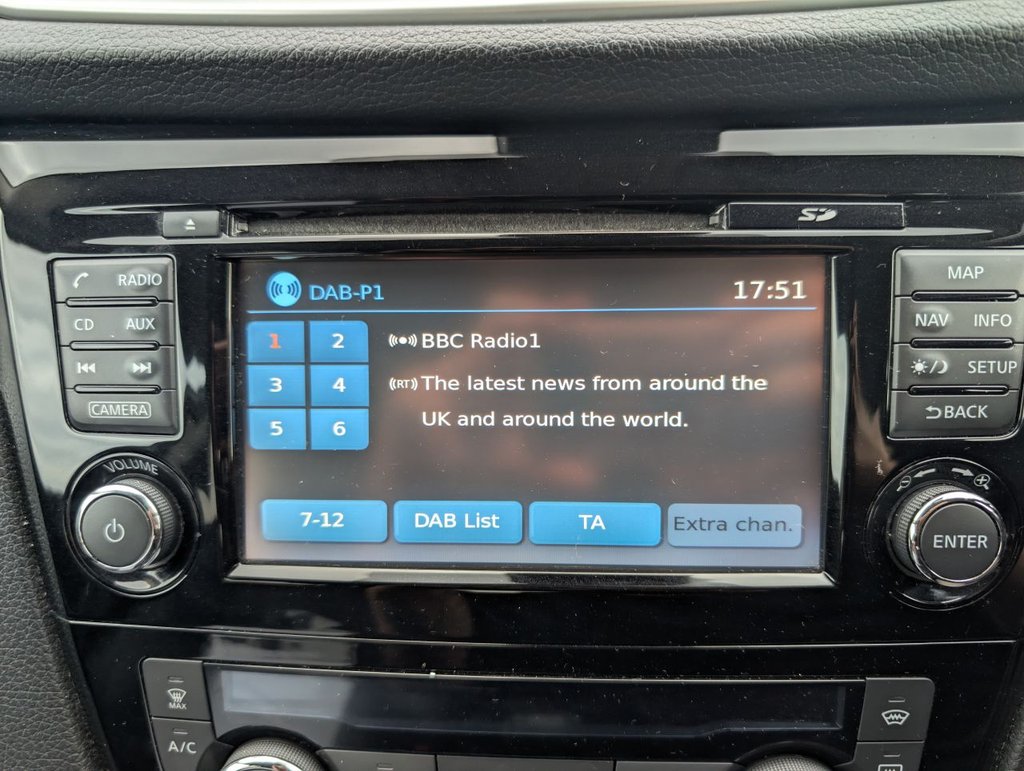 SD
RADIO
CD AUX
CAMERA
VOLUME
DAB-P1 17:51
1 2
3 4
5 6
BBC Radio1
(RT) The latest news from around the
UK and around the world.
7-12 DAB List TA Extra chan.
MAP
NAV INFO
SETUP
BACK
ENTER
MAX
A/C